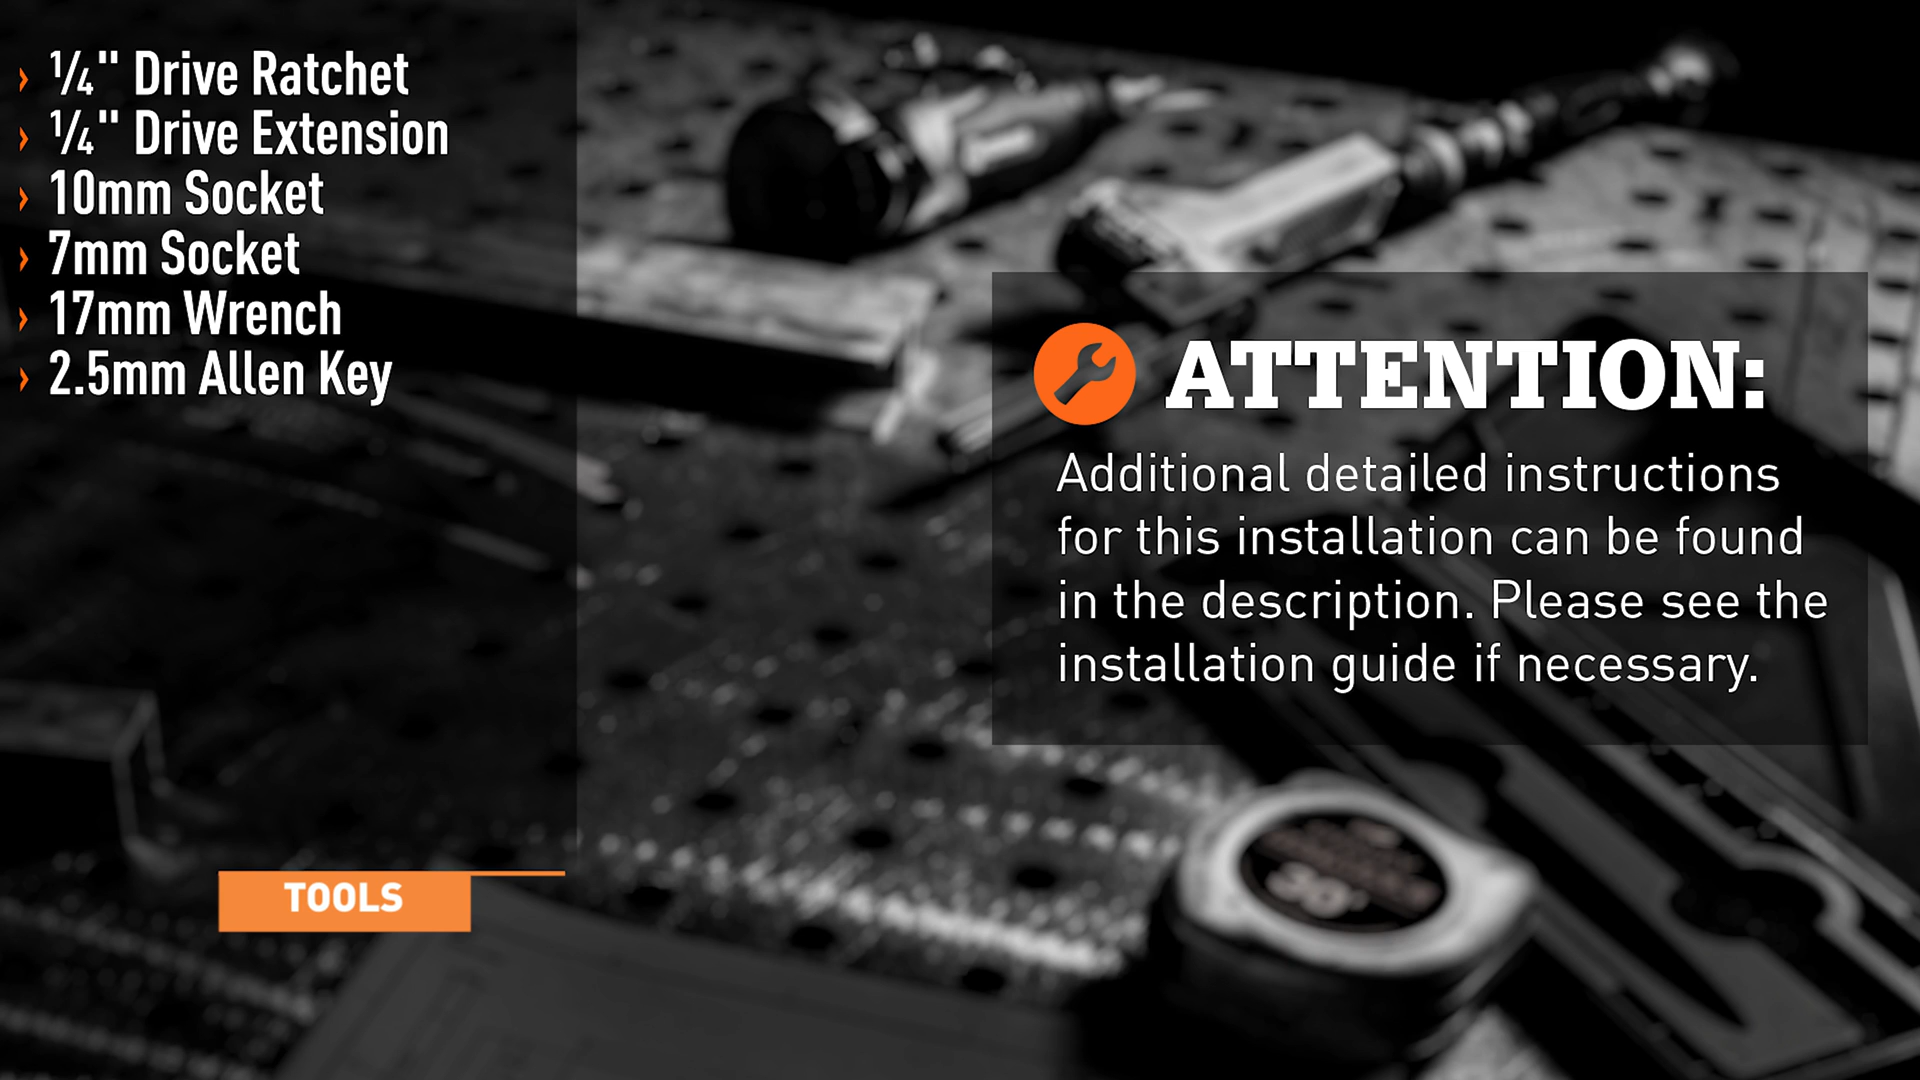 ¼" Drive Ratchet
¼" Drive Extension
10mm Socket
7mm Socket
17mm Wrench
2.5mm Allen Key
ATTENTION:
Additional detailed instructions
for this installation can be found
in the description. Please see the
installation guide if necessary.
TOOLS